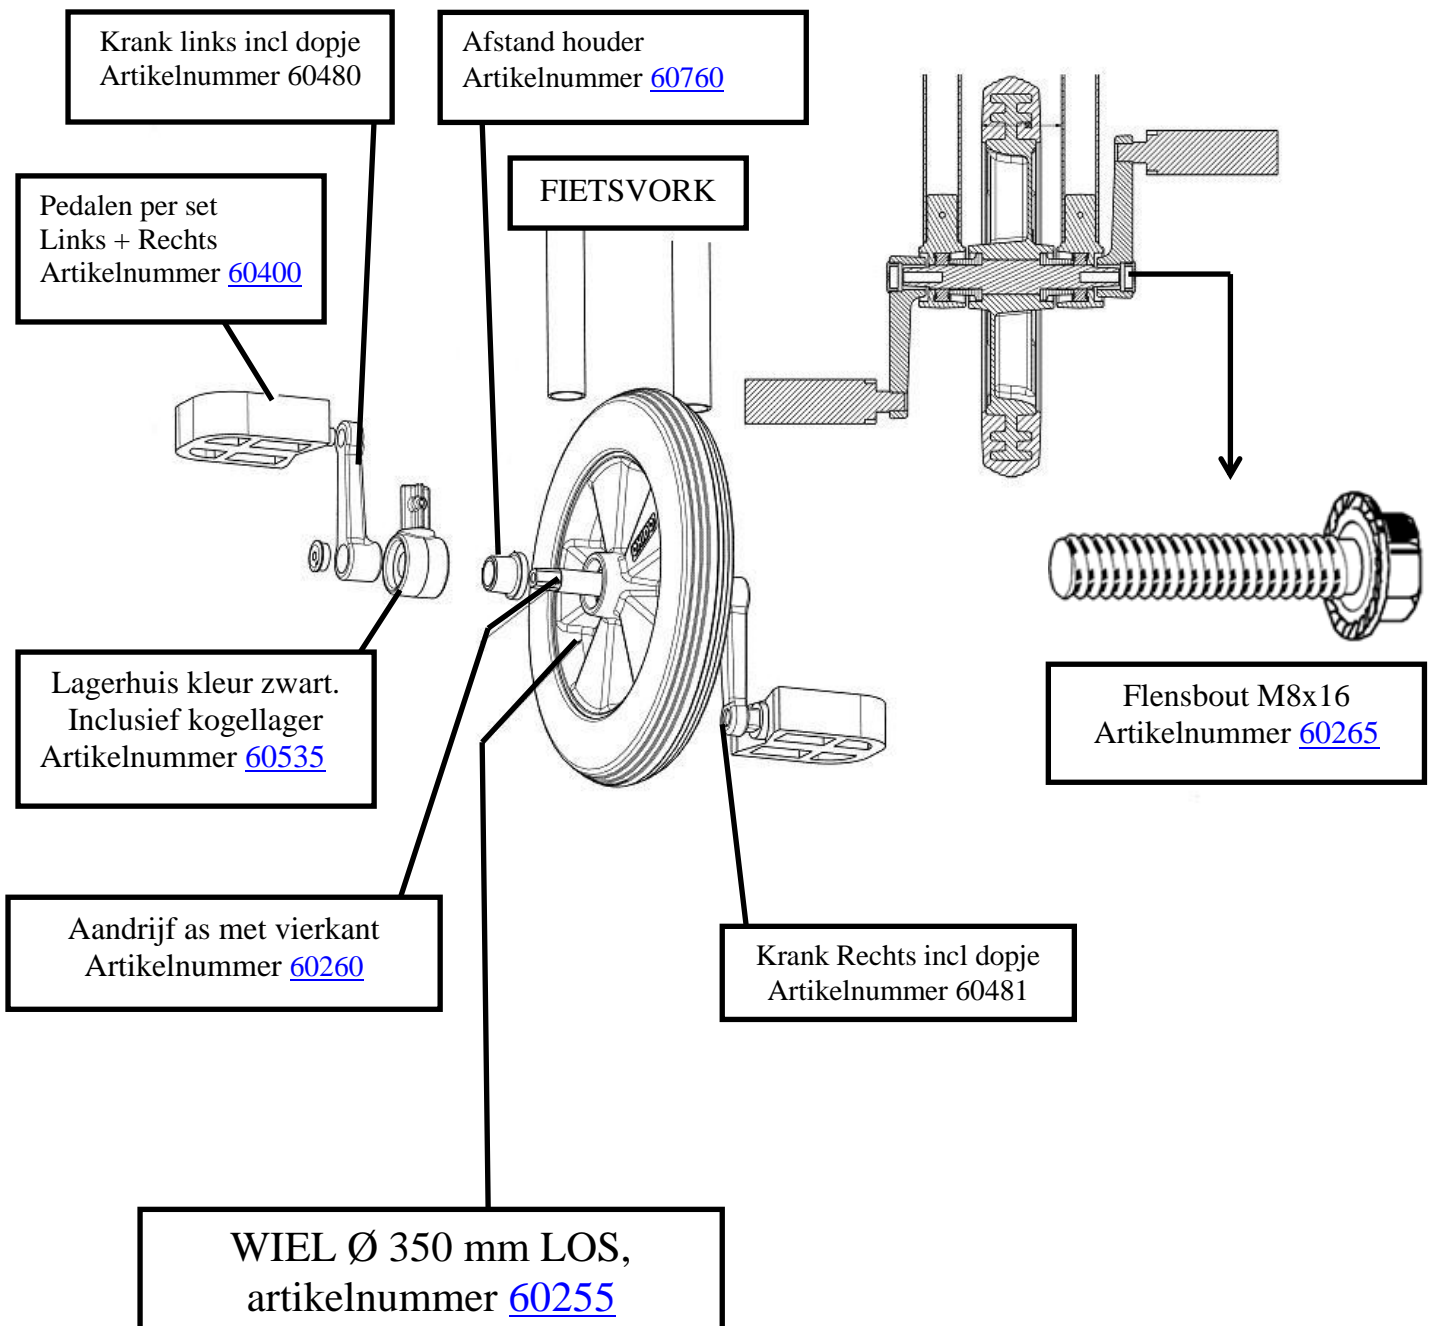 Krank links incl dopje
Artikelnummer 60480
Afstand houder
Artikelnummer 60760
FIETSVORK
Pedalen per set
Links + Rechts
Artikelnummer 60400
Lagerhuis kleur zwart.
Inclusief kogellager
Artikelnummer 60535
Flensbout M8x16
Artikelnummer 60265
Aandrijf as met vierkant
Artikelnummer 60260
Krank Rechts incl dopje
Artikelnummer 60481
WIEL Ø 350 mm LOS,
artikelnummer 60255